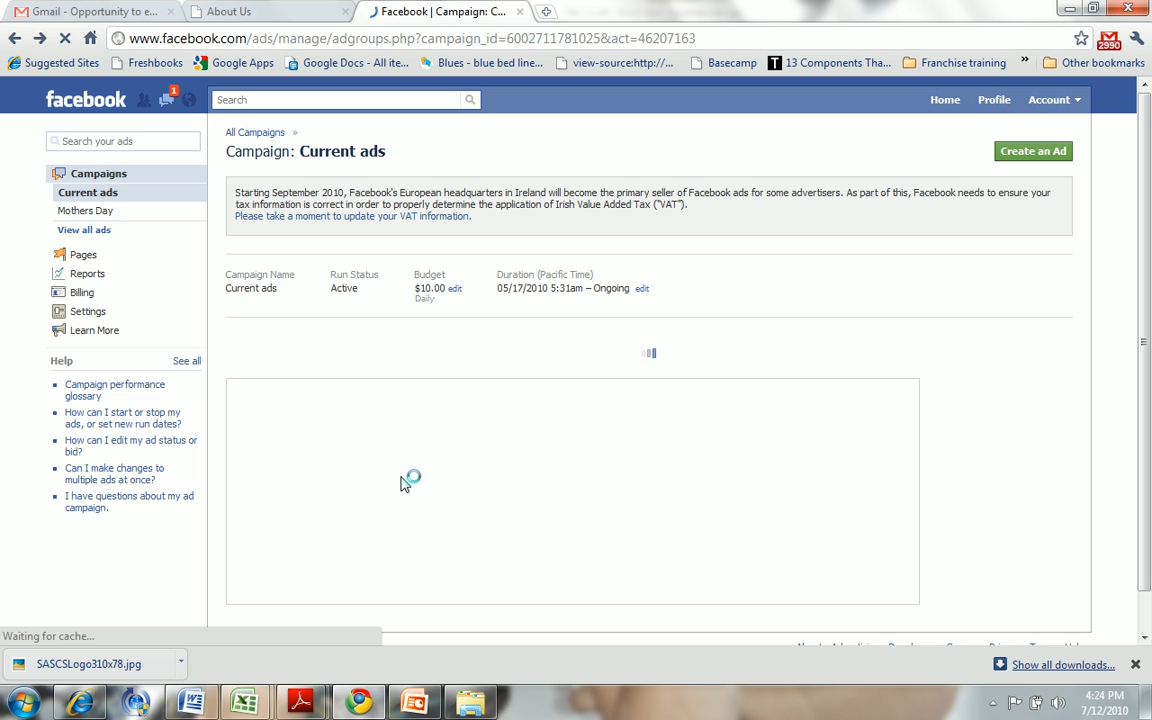 Gmail - Opportunity to e...
About Us
Facebook | Campaign: C...
www.facebook.com/ads/manage/adgroups.php?campaign_id=6002711781025&act=46207163
2990
Suggested Sites
Freshbooks
Google Apps
Google Docs - All ite...
Blues - blue bed line...
view-source:http://...
Basecamp
T 13 Components Tha...
Franchise training
»
Other bookmarks
facebook
1
Search
Home
Profile
Account
Search your ads
Campaigns
Current ads
Mothers Day
View all ads
Pages
Reports
Billing
Settings
Learn More
Help
See all
Campaign performance
glossary
How can I start or stop my
ads, or set new run dates?
How can I edit my ad status or
bid?
Can I make changes to
multiple ads at once?
I have questions about my ad
campaign.
All Campaigns »
Campaign: Current ads
Create an Ad
Starting September 2010, Facebook's European headquarters in Ireland will become the primary seller of Facebook ads for some advertisers. As part of this, Facebook needs to ensure your
tax information is correct in order to properly determine the application of Irish Value Added Tax ("VAT").
Please take a moment to update your VAT information.
Campaign Name
Run Status
Budget
Duration (Pacific Time)
Current ads
Active
$10.00 edit
05/17/2010 5:31am – Ongoing edit
Daily
Waiting for cache...
SASCSLogo310x78.jpg
Show all downloads...
4:24 PM
7/12/2010